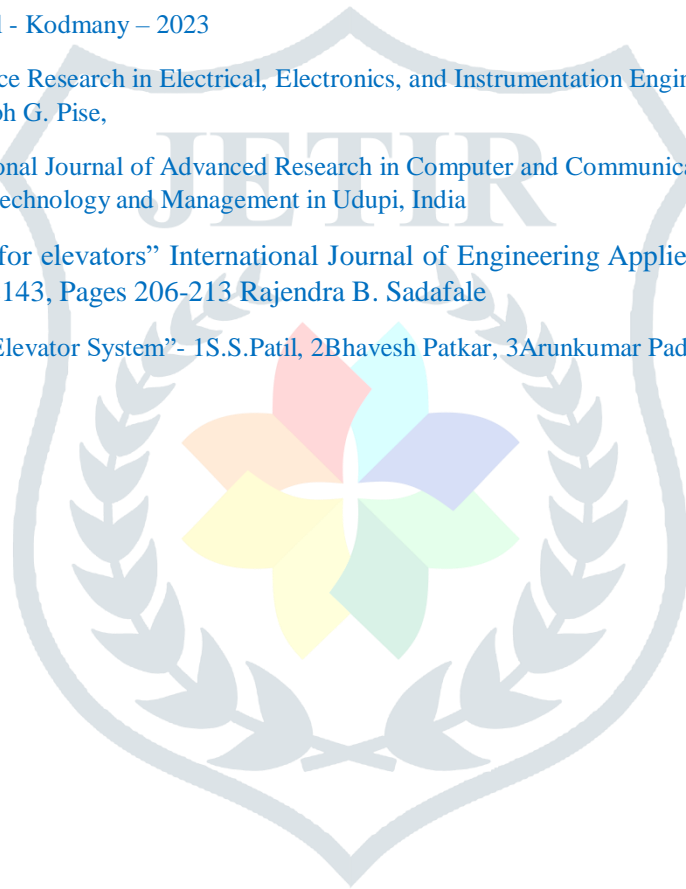 - Kodmany – 2023
ce Research in Electrical, Electronics, and Instrumentation Engin
ph G. Pise,
JETIR
onal Journal of Advanced Research in Computer and Communica
echnology and Management in Udupi, India
for elevators” International Journal of Engineering Applie
143, Pages 206-213 Rajendra B. Sadafale
Elevator System”- 1S.S.Patil, 2Bhavesh Patkar, 3Arunkumar Pad